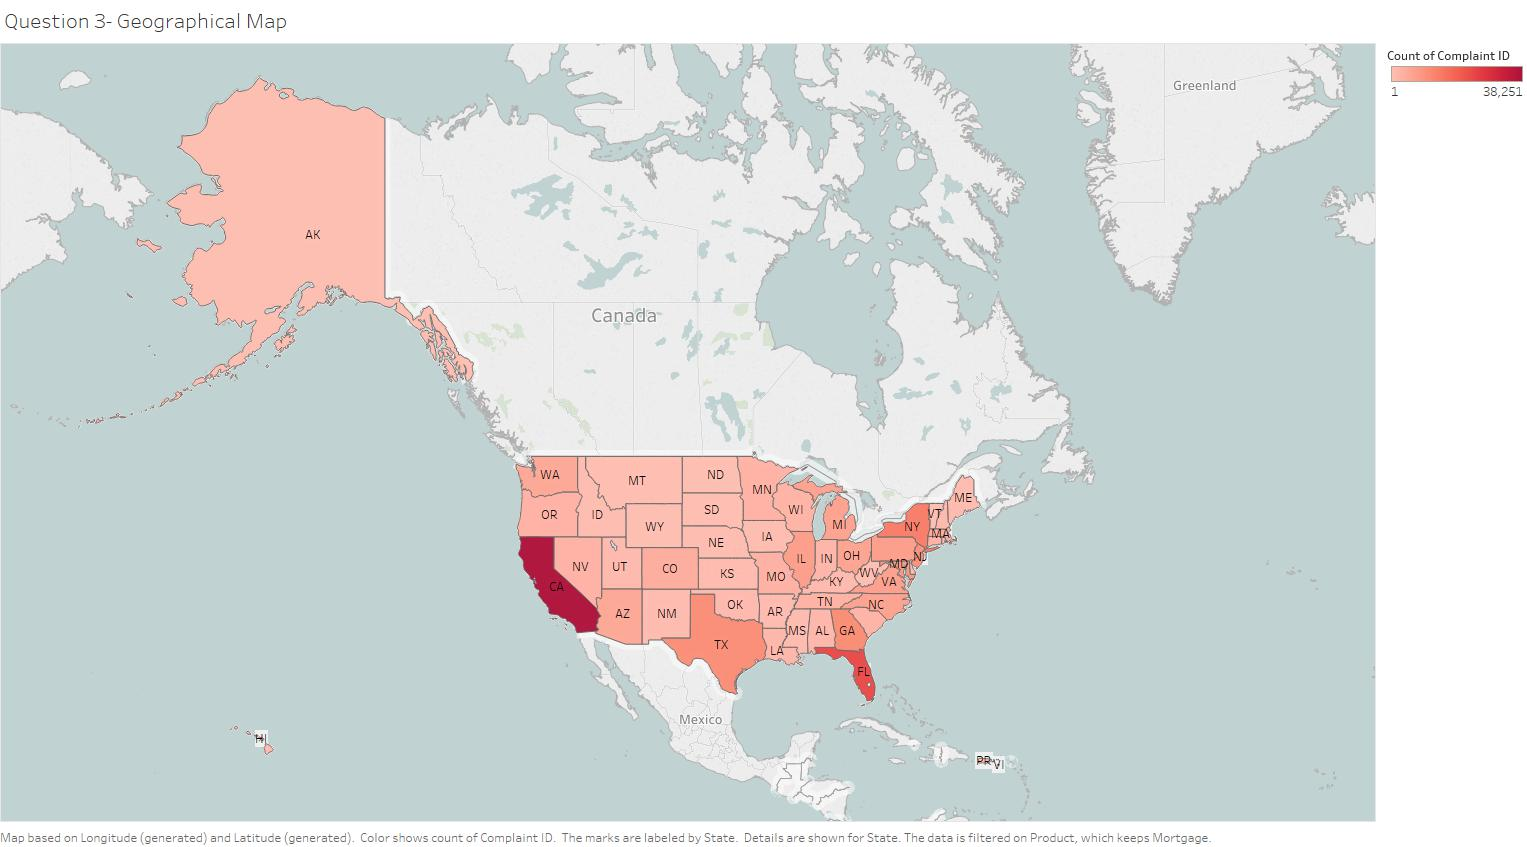 Question 3- Geographical Map
Count of Complaint ID
1 38,251
Greenland
AK
Canada
WA
MT
ND
MN
ME
OR
ID
SD
WI
VT
WY
MI
NY
MA
NE
IA
NV
UT
CO
KS
MO
IL
IN
OH
NJ
MD
CA
KY
WV
VA
AZ
NM
OK
AR
TN
NC
TX
LA
MS
AL
GA
FL
Mexico
HI
PR
VI
Map based on Longitude (generated) and Latitude (generated). Color shows count of Complaint ID. The marks are labeled by State. Details are shown for State. The data is filtered on Product, which keeps Mortgage.